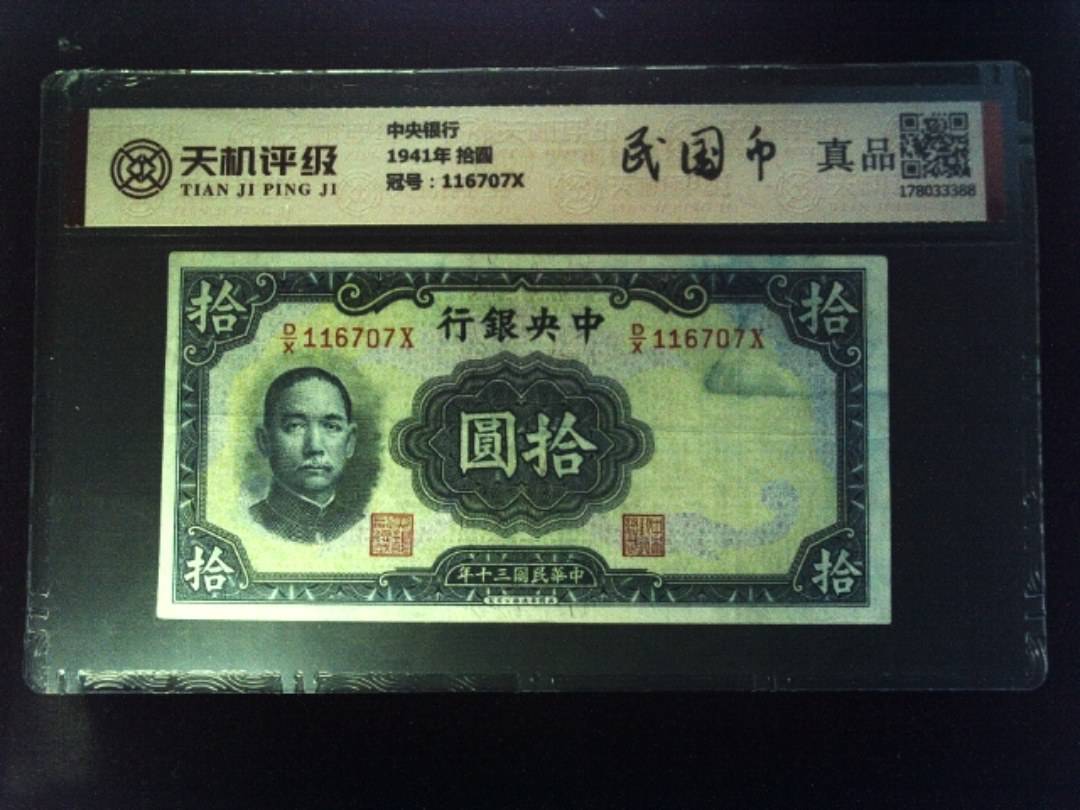 天机评级
TIAN JI PING JI
中央银行
1941年 拾圆
冠号：116707X
民国币
真品
178033388
拾
拾
行銀央中
D/X 116707X
D/X 116707X
圓拾
拾
拾
年十三國民華中